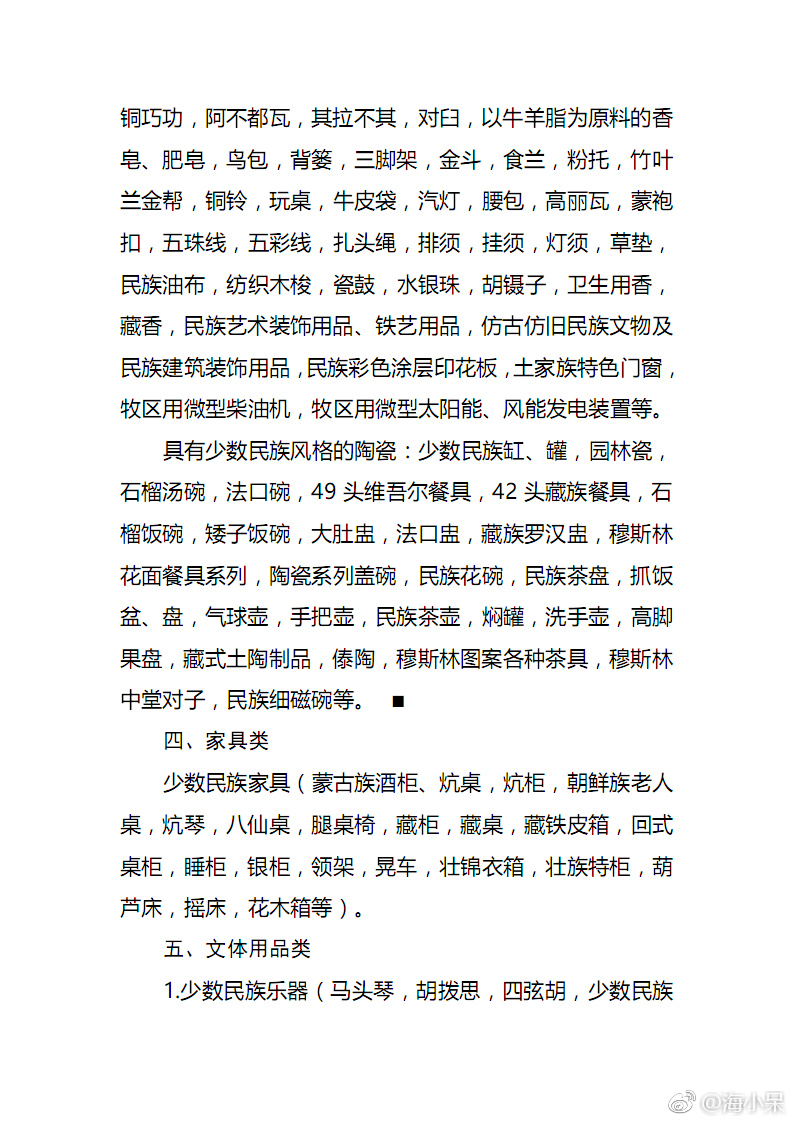 铜巧功，阿不都瓦，其拉不其，对臼，以牛羊脂为原料的香
皂、肥皂，鸟包，背篓，三脚架，金斗，食兰，粉托，竹叶
兰金帮，铜铃，玩桌，牛皮袋，汽灯，腰包，高丽瓦，蒙袍
扣，五珠线，五彩线，扎头绳，排须，挂须，灯须，草垫，
民族油布，纺织木梭，瓷鼓，水银珠，胡镊子，卫生用香，
藏香，民族艺术装饰用品、铁艺用品，仿古仿旧民族文物及
民族建筑装饰用品，民族彩色涂层印花板，土家族特色门窗，
牧区用微型柴油机，牧区用微型太阳能、风能发电装置等。
具有少数民族风格的陶瓷：少数民族缸、罐，园林瓷，
石榴汤碗，法口碗，49 头维吾尔餐具，42 头藏族餐具，石
榴饭碗，矮子饭碗，大肚盅，法口盅，藏族罗汉盅，穆斯林
花面餐具系列，陶瓷系列盖碗，民族花碗，民族茶盘，抓饭
盆、盘，气球壶，手把壶，民族茶壶，焖罐，洗手壶，高脚
果盘，藏式土陶制品，傣陶，穆斯林图案各种茶具，穆斯林
中堂对子，民族细磁碗等。 ■
四、家具类
少数民族家具（蒙古族酒柜、炕桌，炕柜，朝鲜族老人
桌，炕琴，八仙桌，腿桌椅，藏柜，藏桌，藏铁皮箱，回式
桌柜，睡柜，银柜，领架，晃车，壮锦衣箱，壮族特柜，葫
芦床，摇床，花木箱等）。
五、文体用品类
1.少数民族乐器（马头琴，胡拨思，四弦胡，少数民族
@海小呆